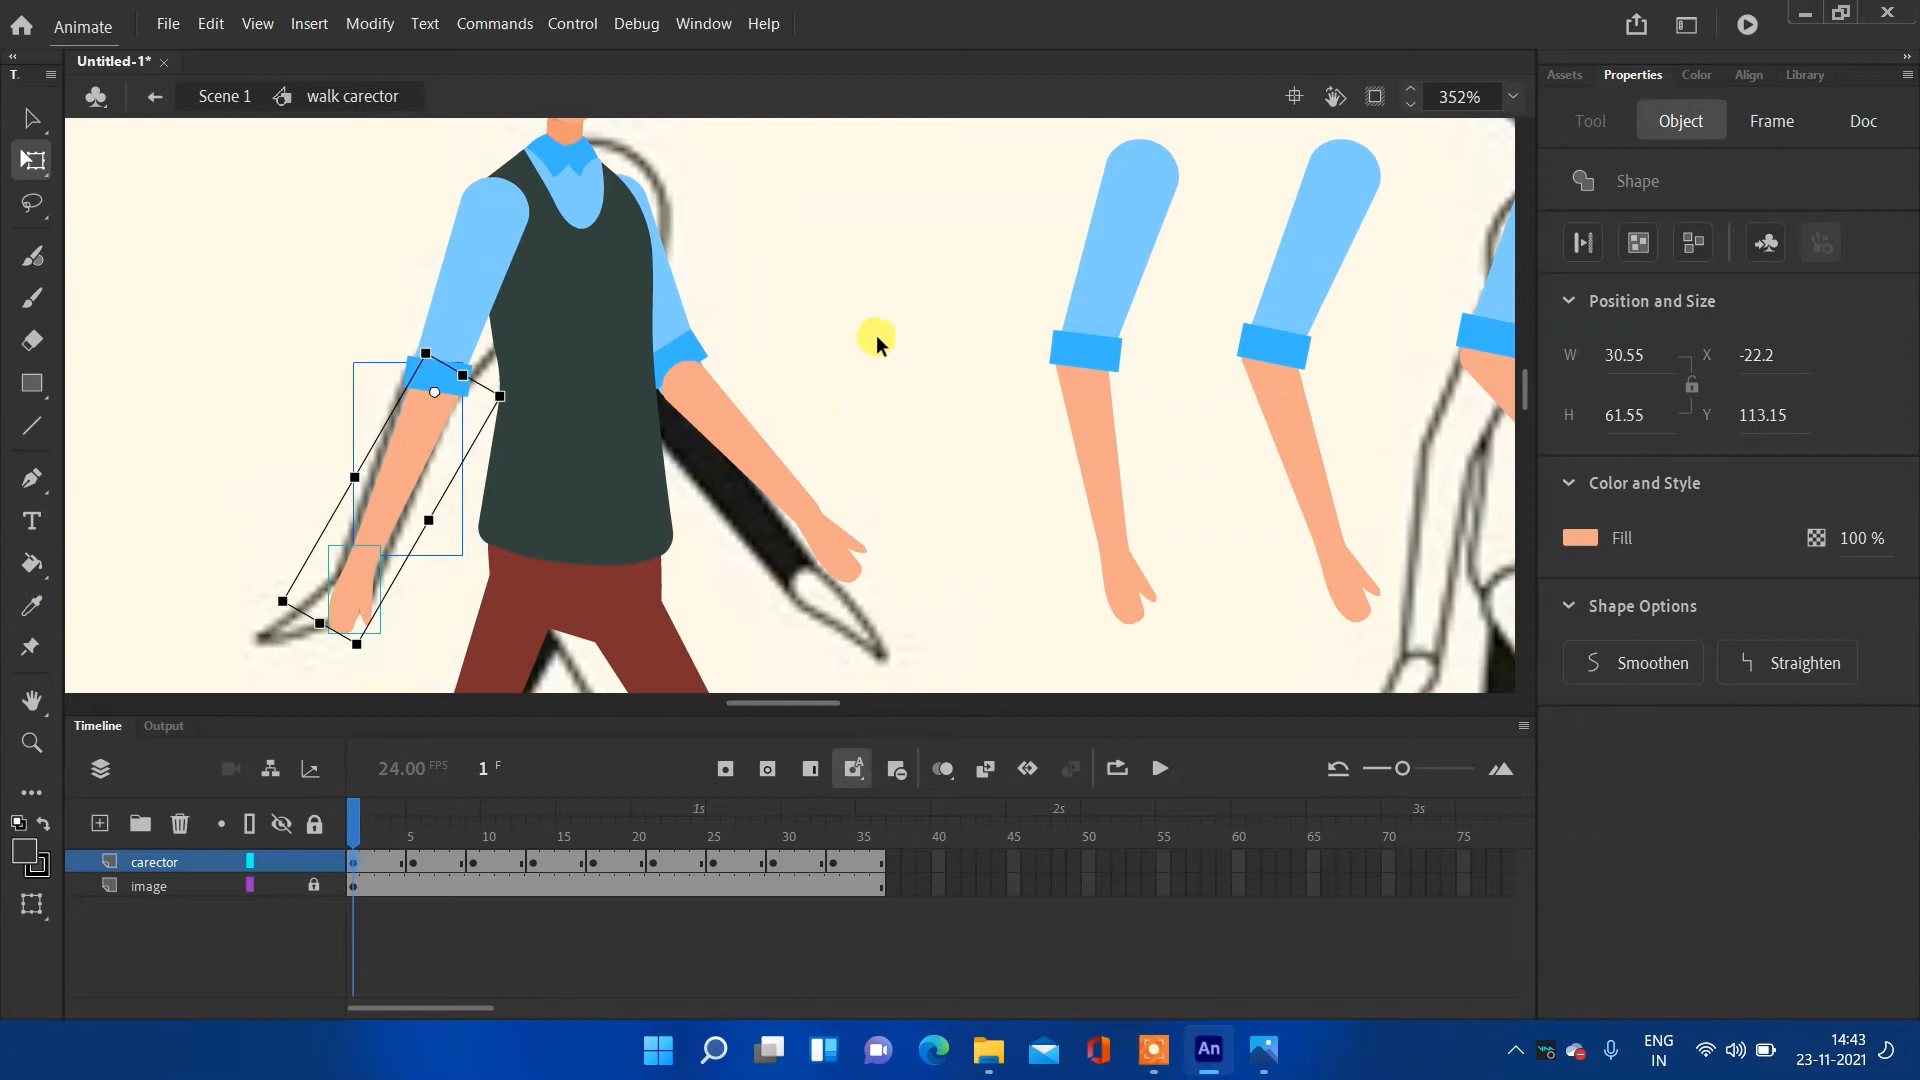 Animate File Edit View Insert Modify Text Commands Control Debug Window Help
Untitled-1*
T.
Assets Properties Color Align Library
Scene 1 walk carector 352%
Tool Object Frame Doc
Shape
Position and Size
W 30.55 X -22.2
H 61.55 Y 113.15
Color and Style
Fill 100 %
Shape Options
Smoothen Straighten
Timeline Output
24.00 FPS 1 F
1s 2s 3s
5 10 15 20 25 30 35 40 45 50 55 60 65 70 75
carector
image
An
ENG
IN
14:43
23-11-2021